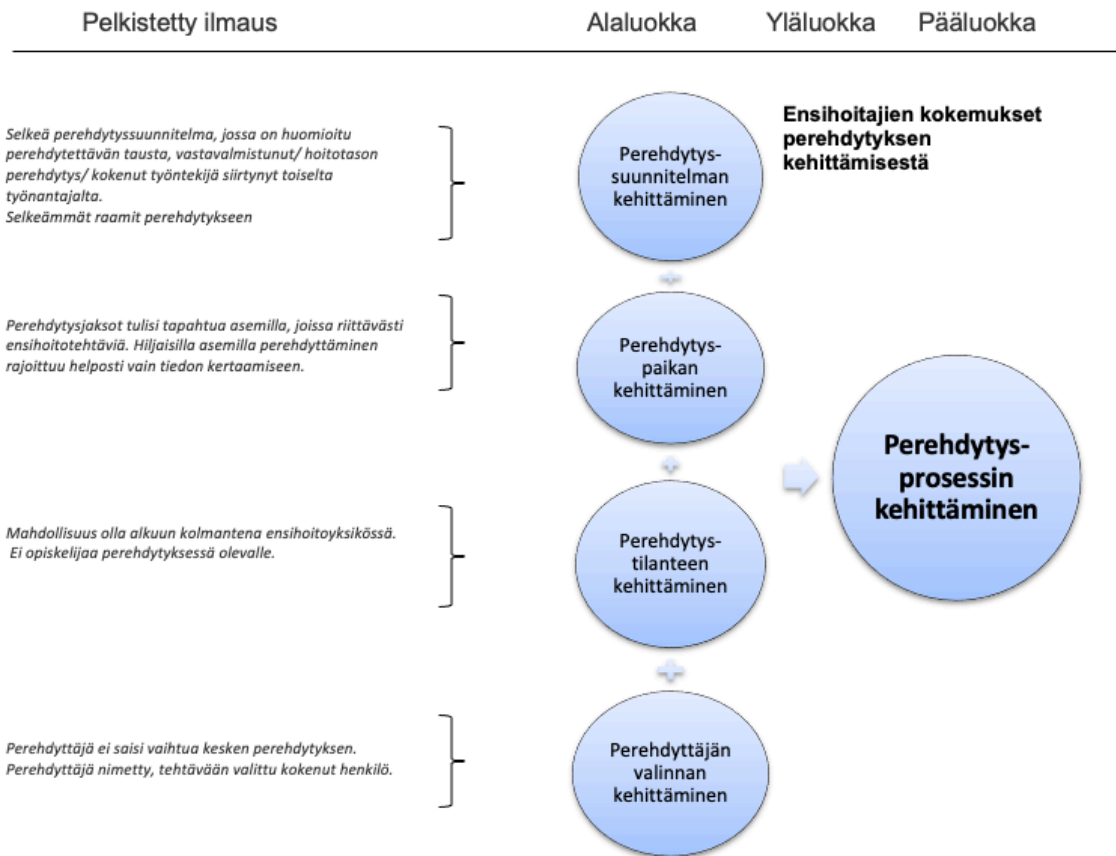 Pelkistetty ilmaus Alaluokka Yläluokka Pääluokka
Selkeä perehdytyssuunnitelma, jossa on huomioitu
perehdytettävän tausta, vastavalmistunut/ hoitotason
perehdytys/ kokenut työntekijä siirtynyt toiselta
työnantajalta.
Selkeämmät raamit perehdytykseen
Perehdytys-
suunnitelman
kehittäminen
Ensihoitajien kokemukset
perehdytyksen
kehittämisestä
Perehdytysjaksot tulisi tapahtua asemilla, joissa riittävästi
ensihoitotehtäviä. Hiljaisilla asemilla perehdyttäminen
rajoittuu helposti vain tiedon kertaamiseen.
Perehdytys-
paikan
kehittäminen
Perehdytys-
prosessin
kehittäminen
Mahdollisuus olla alkuun kolmantena ensihoitoyksikössä.
Ei opiskelijaa perehdytyksessä olevalle.
Perehdytys-
tilanteen
kehittäminen
Perehdyttäjä ei saisi vaihtua kesken perehdytyksen.
Perehdyttäjä nimetty, tehtävään valittu kokenut henkilö.
Perehdyttäjän
valinnan
kehittäminen